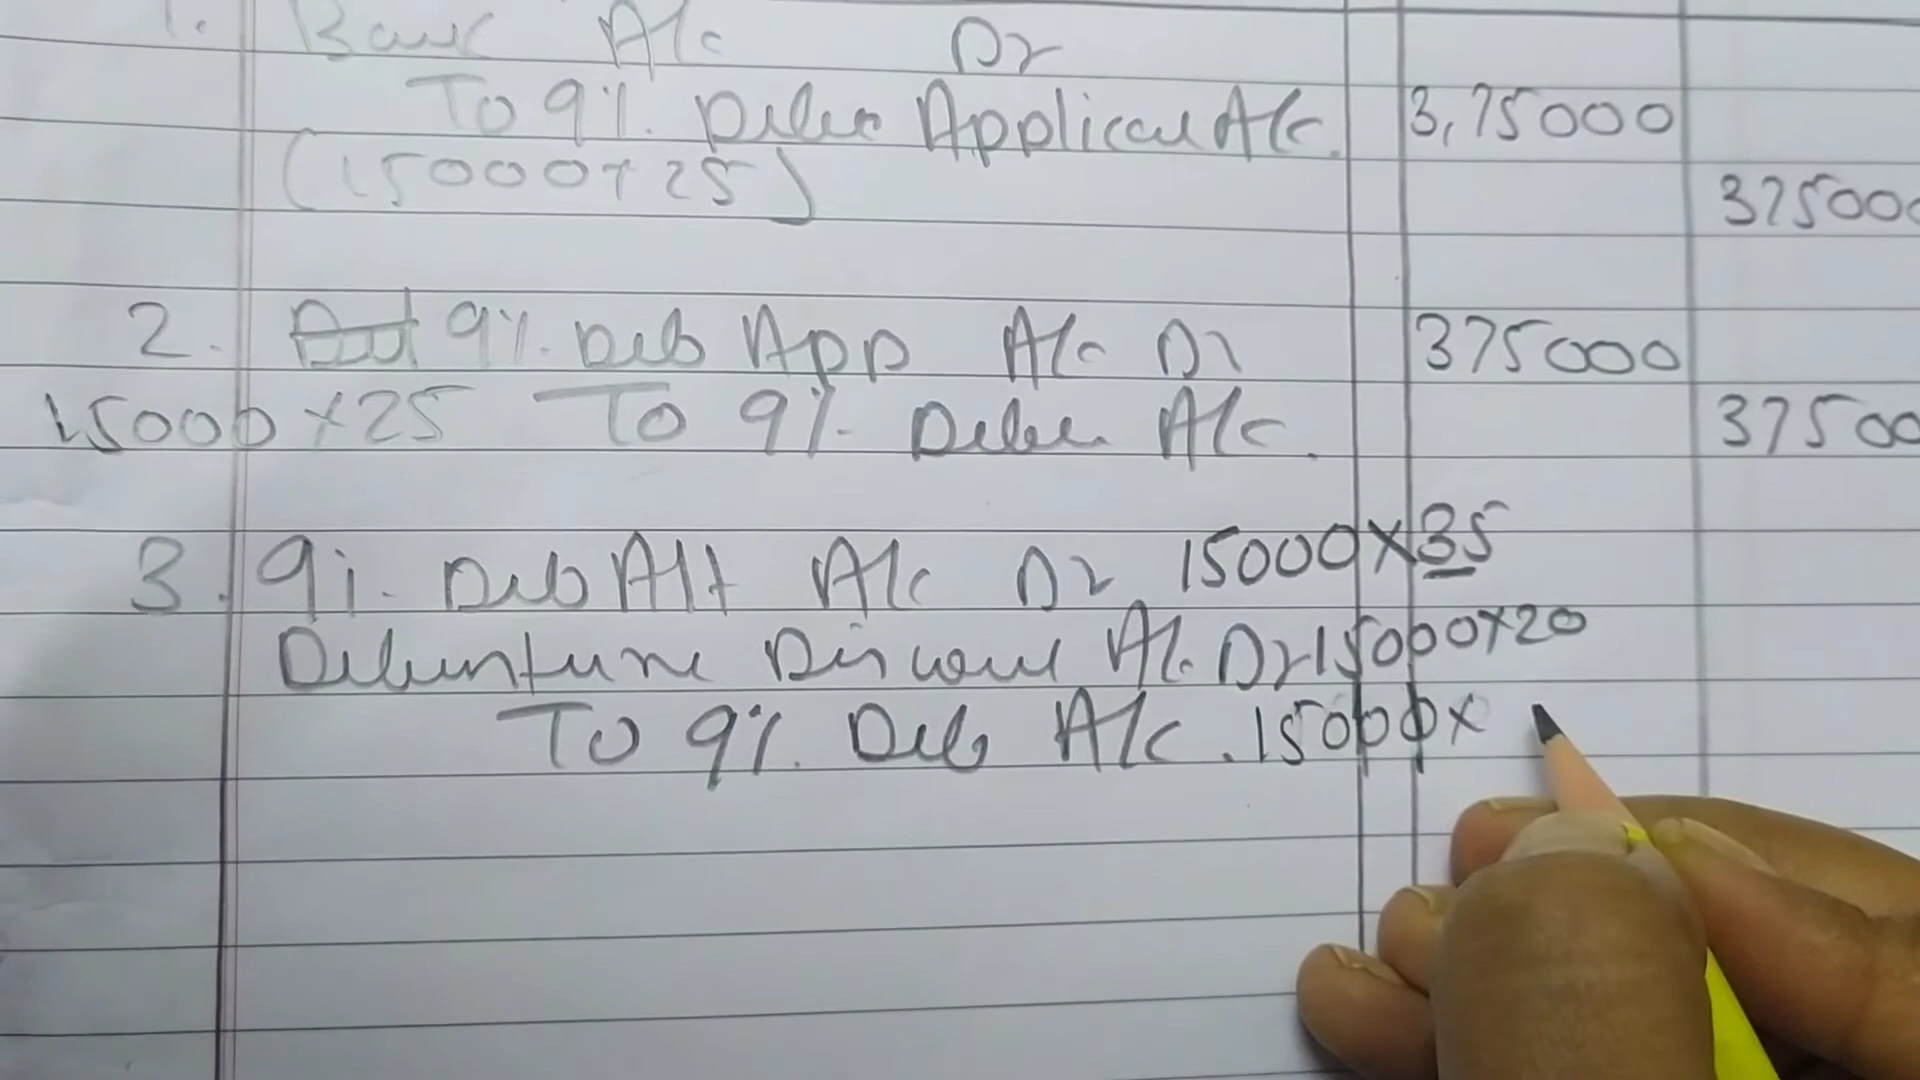 1. Bank A/c Dr
To 9%. Deben Applican A/c. 3,75000
(15000+25) 37500
2. 9%. Deb App A/c Dr 375000
15000×25 To 9%. Deben A/c. 37500
3. 9%. Deb Alt A/c Dr 15000×35
Debenture Discount A/c. Dr 15000×20
To 9%. Deb A/c. 15000×